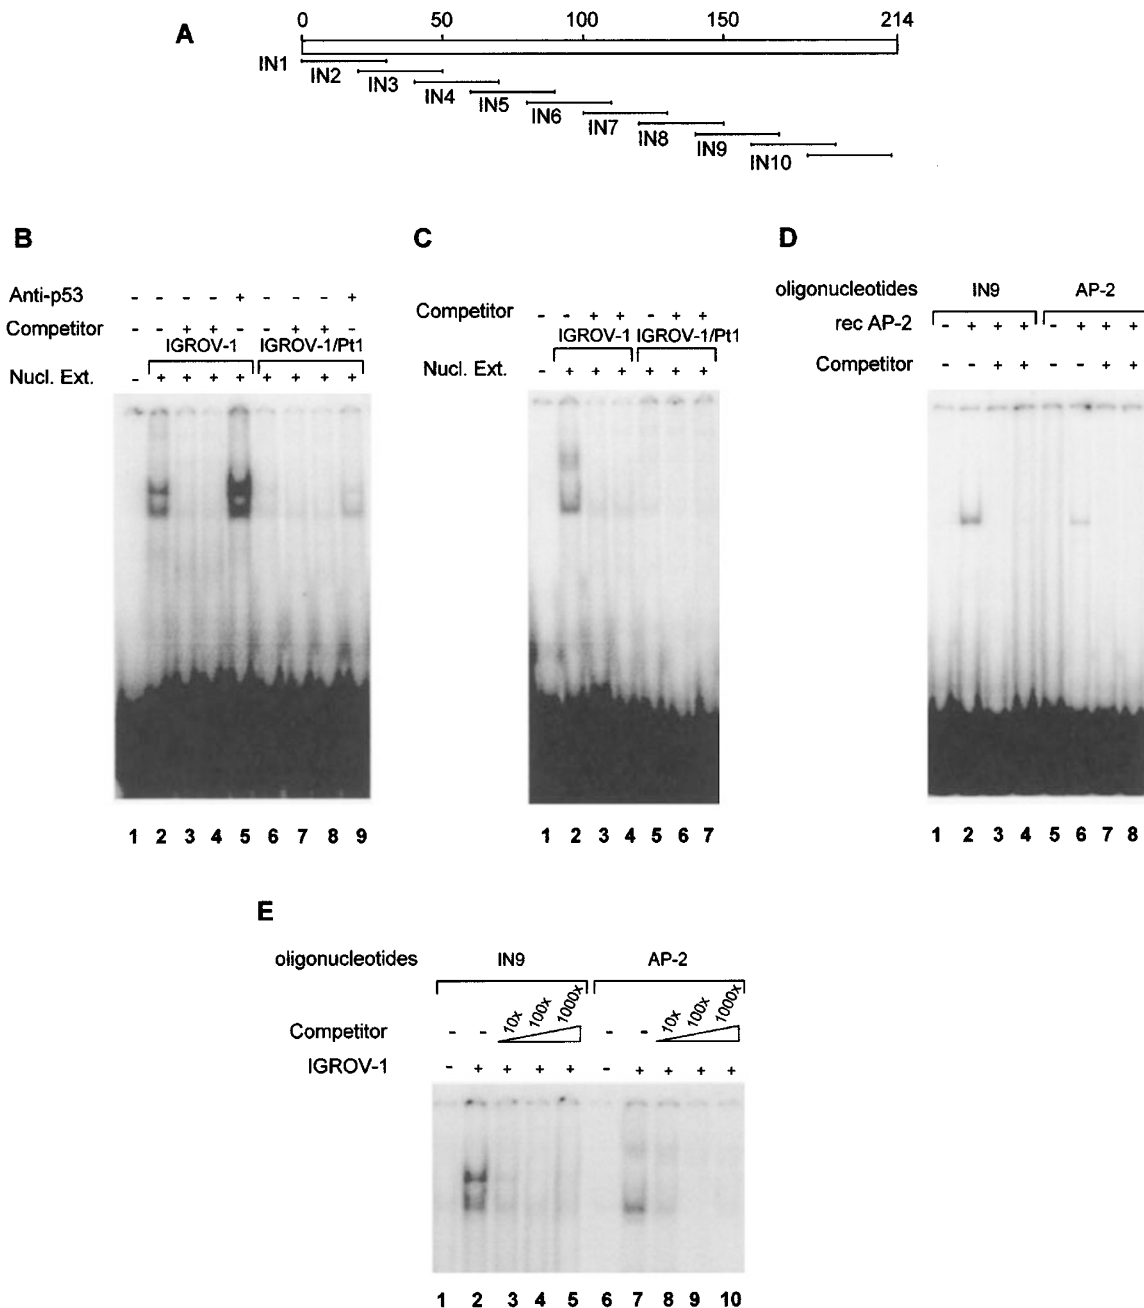 A
0 50 100 150 214
IN1
IN2
IN3
IN4
IN5
IN6
IN7
IN8
IN9
IN10
B
Anti-p53 - - - - + - - - +
Competitor - - + + - - + + -
IGROV-1 IGROV-1/Pt1
Nucl. Ext. - + + + + + + + +
1 2 3 4 5 6 7 8 9
C
Competitor - - + + - + +
IGROV-1 IGROV-1/Pt1
Nucl. Ext. - + + + + + +
1 2 3 4 5 6 7
D
oligonucleotides IN9 AP-2
rec AP-2 - + + + - + + +
Competitor - - + + - - + +
1 2 3 4 5 6 7 8
E
oligonucleotides IN9 AP-2
10x 100x 1000x 10x 100x 1000x
Competitor - - - -
IGROV-1 - + + + + - + + + +
1 2 3 4 5 6 7 8 9 10